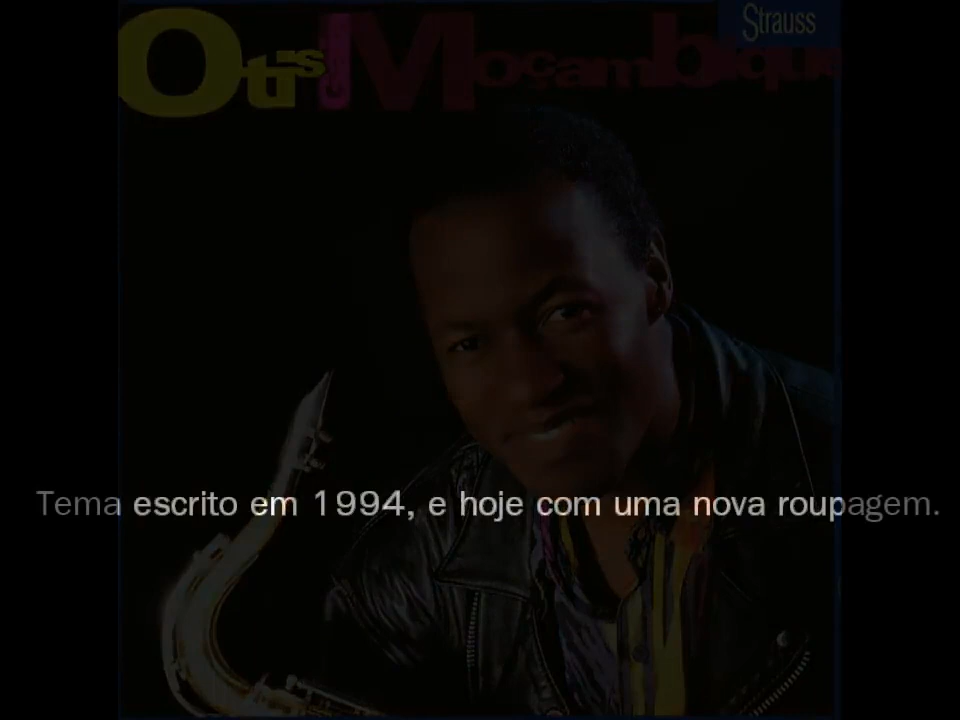 Strauss
Otis
Moçambique
Tema escrito em 1994, e hoje com uma nova roupagem.